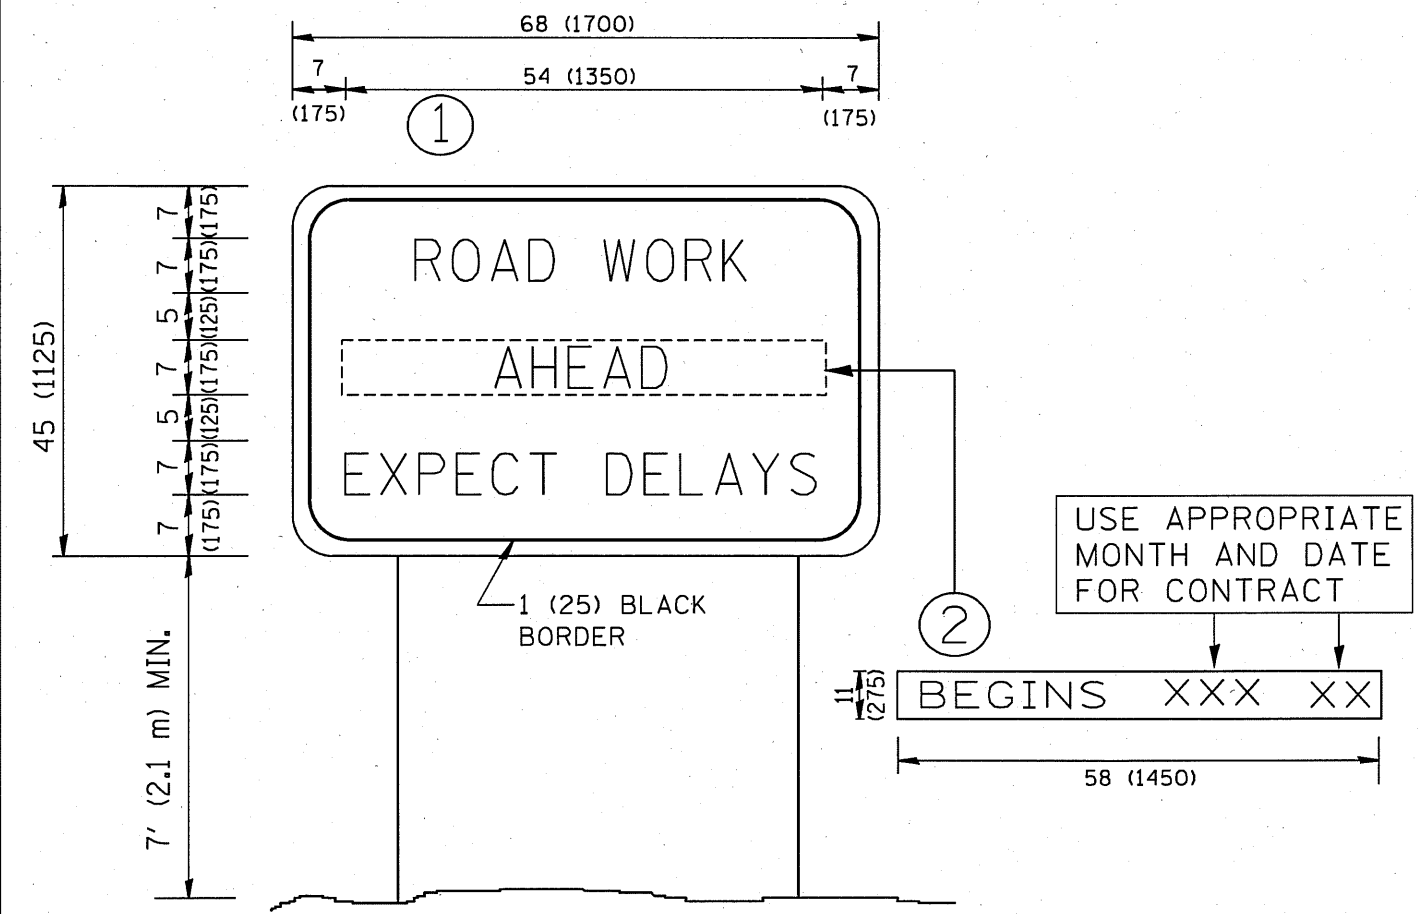 68 (1700)
7
54 (1350)
7
(175)
(175)
1
7
(175)
7
(175)
5
(125)
7
(175)
5
(125)
7
(175)
7
(175)
45 (1125)
ROAD WORK
AHEAD
EXPECT DELAYS
1 (25) BLACK
BORDER
7' (2.1 m) MIN.
USE APPROPRIATE
MONTH AND DATE
FOR CONTRACT
2
11
(275)
BEGINS XXX XX
58 (1450)